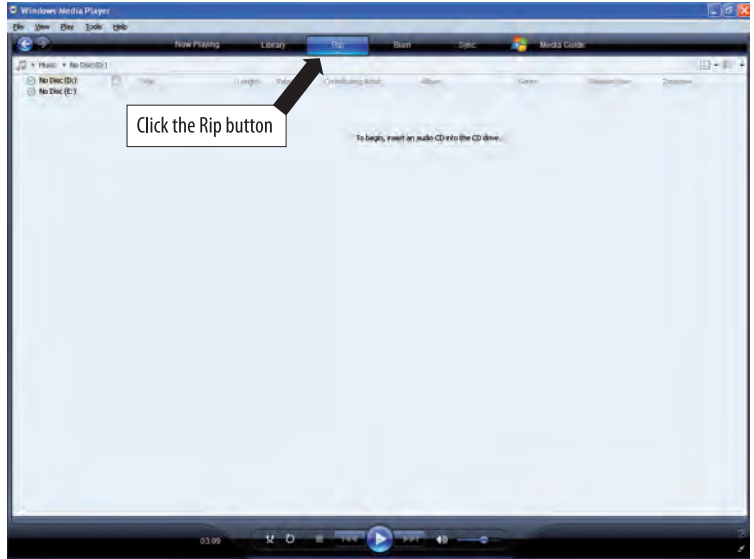 Windows Media Player
File View Play Tools Help
Now Playing Library Rip Burn Sync Media Guide
Music No Disc (D:)
No Disc (D:) Title Length Contributing Artist Album Genre
No Disc (E:)
Click the Rip button
To begin, insert an audio CD into the CD drive.
03:09